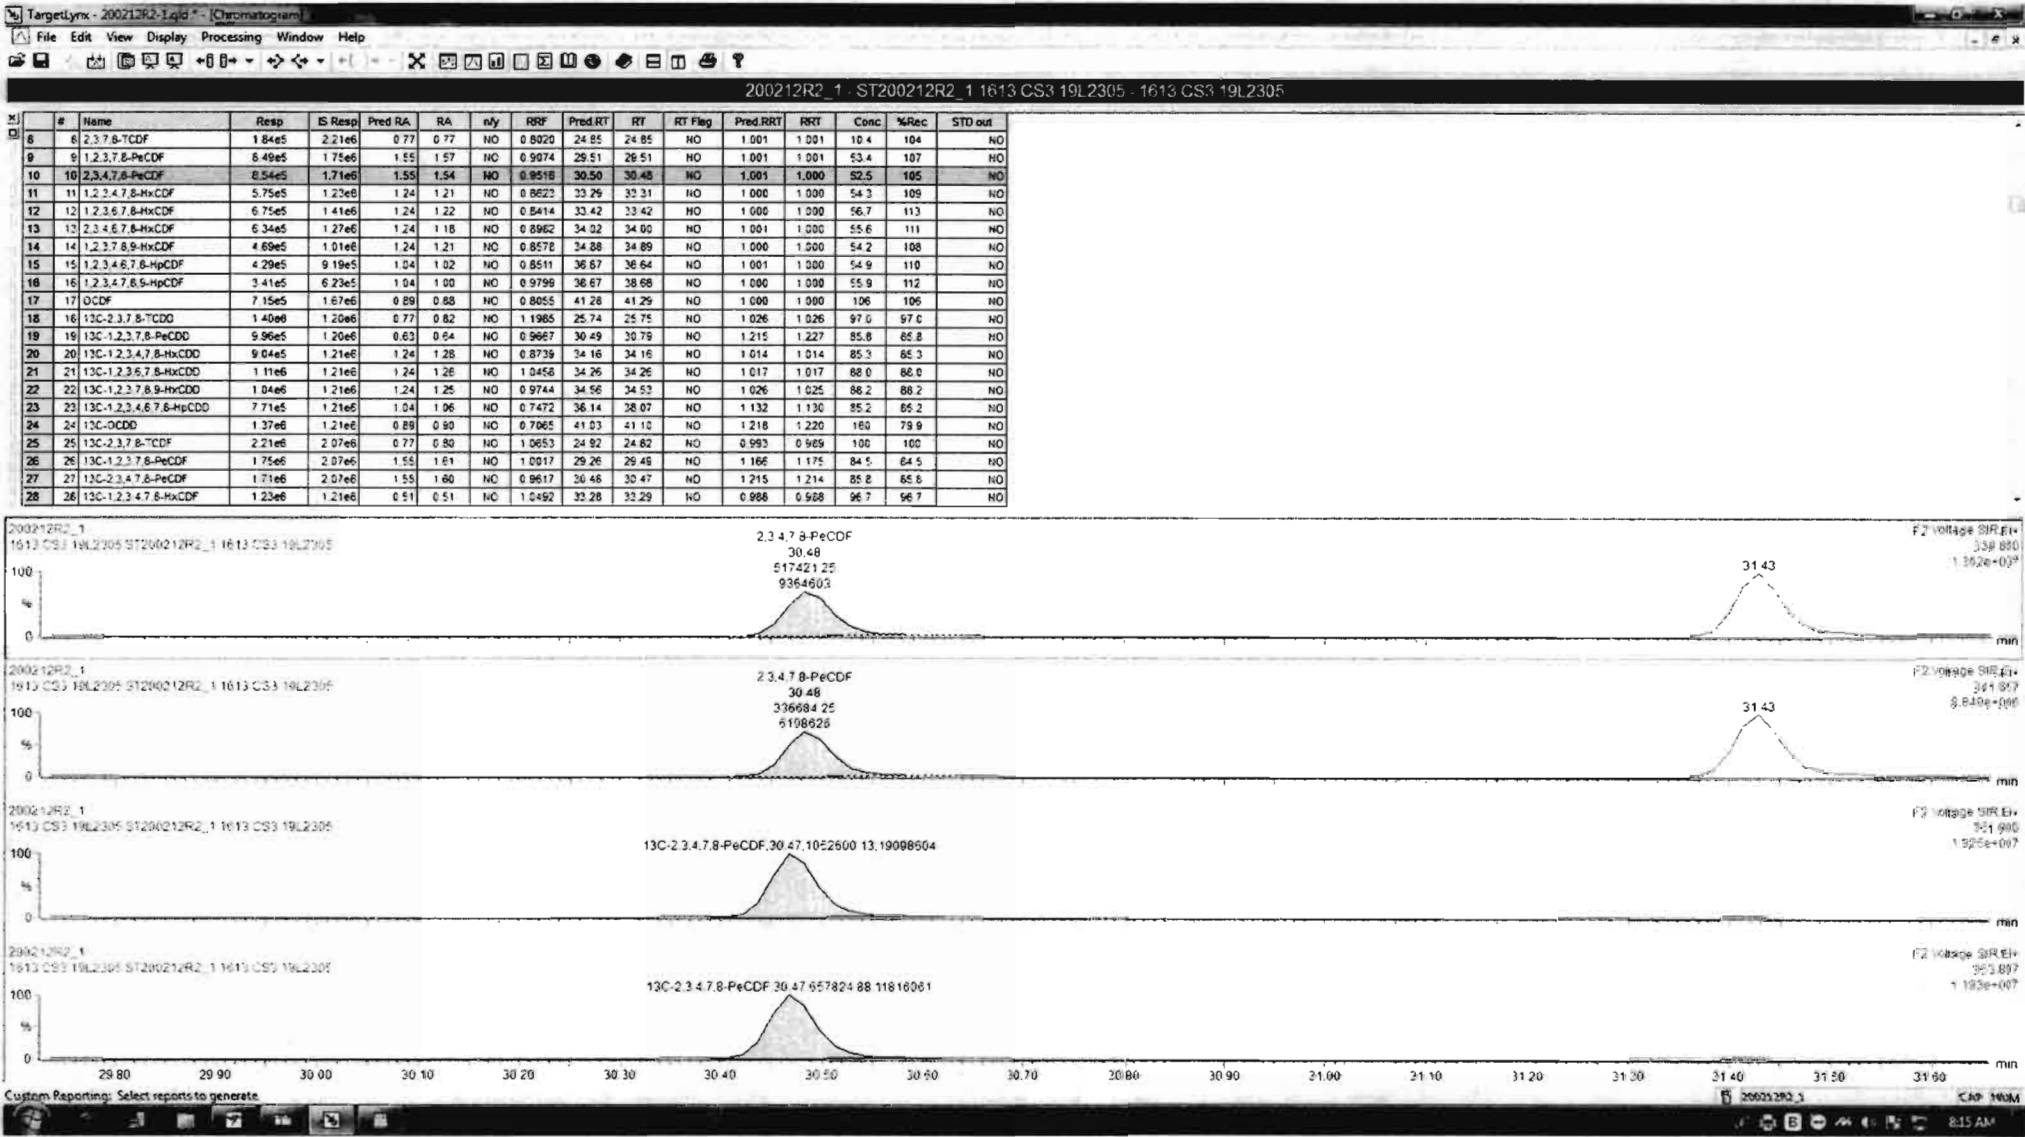 TargetLynx - 200212R2-1.qld * - [Chromatogram]
File Edit View Display Processing Window Help
200212R2_1 - ST200212R2_1 1613 CS3 19L2305 - 1613 CS3 19L2305
# Name Resp IS Resp Pred RA RA n/y RRF Pred.RT RT RT Flag Pred.RRT RRT Conc %Rec STD out
8 8 2,3,7,8-TCDF 1.84e5 2.21e6 0.77 0.77 NO 0.8020 24.85 24.85 NO 1.001 1.001 10.4 104 NO
9 9 1,2,3,7,8-PeCDF 8.49e5 1.75e6 1.55 1.57 NO 0.9074 29.51 29.51 NO 1.001 1.001 53.4 107 NO
10 10 2,3,4,7,8-PeCDF 8.54e5 1.71e6 1.55 1.54 NO 0.9516 30.50 30.48 NO 1.001 1.000 52.5 105 NO
11 11 1,2,3,4,7,8-HxCDF 5.75e5 1.23e6 1.24 1.21 NO 0.8623 33.29 33.31 NO 1.000 1.000 54.3 109 NO
12 12 1,2,3,6,7,8-HxCDF 6.75e5 1.41e6 1.24 1.22 NO 0.8414 33.42 33.42 NO 1.000 1.000 56.7 113 NO
13 13 2,3,4,6,7,8-HxCDF 6.34e5 1.27e6 1.24 1.18 NO 0.8982 34.02 34.00 NO 1.001 1.000 55.6 111 NO
14 14 1,2,3,7,8,9-HxCDF 4.69e5 1.01e6 1.24 1.21 NO 0.8578 34.88 34.89 NO 1.000 1.000 54.2 108 NO
15 15 1,2,3,4,6,7,8-HpCDF 4.29e5 9.19e5 1.04 1.02 NO 0.8511 36.67 36.64 NO 1.001 1.000 54.9 110 NO
16 16 1,2,3,4,7,8,9-HpCDF 3.41e5 6.23e5 1.04 1.00 NO 0.9799 38.67 38.68 NO 1.000 1.000 55.9 112 NO
17 17 OCDF 7.15e5 1.67e6 0.89 0.88 NO 0.8055 41.28 41.29 NO 1.000 1.000 106 106 NO
18 18 13C-2,3,7,8-TCDD 1.40e6 1.20e6 0.77 0.82 NO 1.1985 25.74 25.75 NO 1.026 1.026 97.0 97.0 NO
19 19 13C-1,2,3,7,8-PeCDD 9.96e5 1.20e6 0.63 0.64 NO 0.9667 30.49 30.79 NO 1.215 1.227 85.8 85.8 NO
20 20 13C-1,2,3,4,7,8-HxCDD 9.04e5 1.21e6 1.24 1.28 NO 0.8739 34.16 34.16 NO 1.014 1.014 85.3 85.3 NO
21 21 13C-1,2,3,6,7,8-HxCDD 1.11e6 1.21e6 1.24 1.26 NO 1.0458 34.26 34.26 NO 1.017 1.017 88.0 88.0 NO
22 22 13C-1,2,3,7,8,9-HxCDD 1.04e6 1.21e6 1.24 1.25 NO 0.9744 34.56 34.53 NO 1.026 1.025 88.2 88.2 NO
23 23 13C-1,2,3,4,6,7,8-HpCDD 7.71e5 1.21e6 1.04 1.06 NO 0.7472 38.14 38.07 NO 1.132 1.130 85.2 85.2 NO
24 24 13C-OCDD 1.37e6 1.21e6 0.89 0.90 NO 0.7065 41.03 41.10 NO 1.218 1.220 160 79.9 NO
25 25 13C-2,3,7,8-TCDF 2.21e6 2.07e6 0.77 0.80 NO 1.0653 24.92 24.82 NO 0.993 0.989 100 100 NO
26 26 13C-1,2,3,7,8-PeCDF 1.75e6 2.07e6 1.55 1.61 NO 1.0017 29.26 29.49 NO 1.166 1.175 84.5 84.5 NO
27 27 13C-2,3,4,7,8-PeCDF 1.71e6 2.07e6 1.55 1.60 NO 0.9617 30.48 30.47 NO 1.215 1.214 85.8 85.8 NO
28 28 13C-1,2,3,4,7,8-HxCDF 1.23e6 1.21e6 0.51 0.51 NO 1.0492 33.28 33.29 NO 0.988 0.988 96.7 96.7 NO
200212R2_1
1613 CS3 19L2305 ST200212R2_1 1613 CS3 19L2305
F2:Voltage SIR,EI+
1.362e+007
2,3,4,7,8-PeCDF
30.48
517421.25
9364603
31.43
100
%
0
min
200212R2_1
1613 CS3 19L2305 ST200212R2_1 1613 CS3 19L2305
F2:Voltage SIR,EI+
8.849e+006
2,3,4,7,8-PeCDF
30.48
336684.25
6198626
31.43
100
%
0
min
200212R2_1
1613 CS3 19L2305 ST200212R2_1 1613 CS3 19L2305
F2:Voltage SIR,EI+
1.925e+007
13C-2,3,4,7,8-PeCDF,30.47,1052600.13,19098604
100
%
0
min
200212R2_1
1613 CS3 19L2305 ST200212R2_1 1613 CS3 19L2305
F2:Voltage SIR,EI+
353.897
1.193e+007
13C-2,3,4,7,8-PeCDF,30.47,657824.88,11816061
100
%
0
min
29.80 29.90 30.00 30.10 30.20 30.30 30.40 30.50 30.60 30.70 30.80 30.90 31.00 31.10 31.20 31.30 31.40 31.50 31.60
Custom Reporting: Select reports to generate
200212R2_1
CAP NUM
8:15 AM